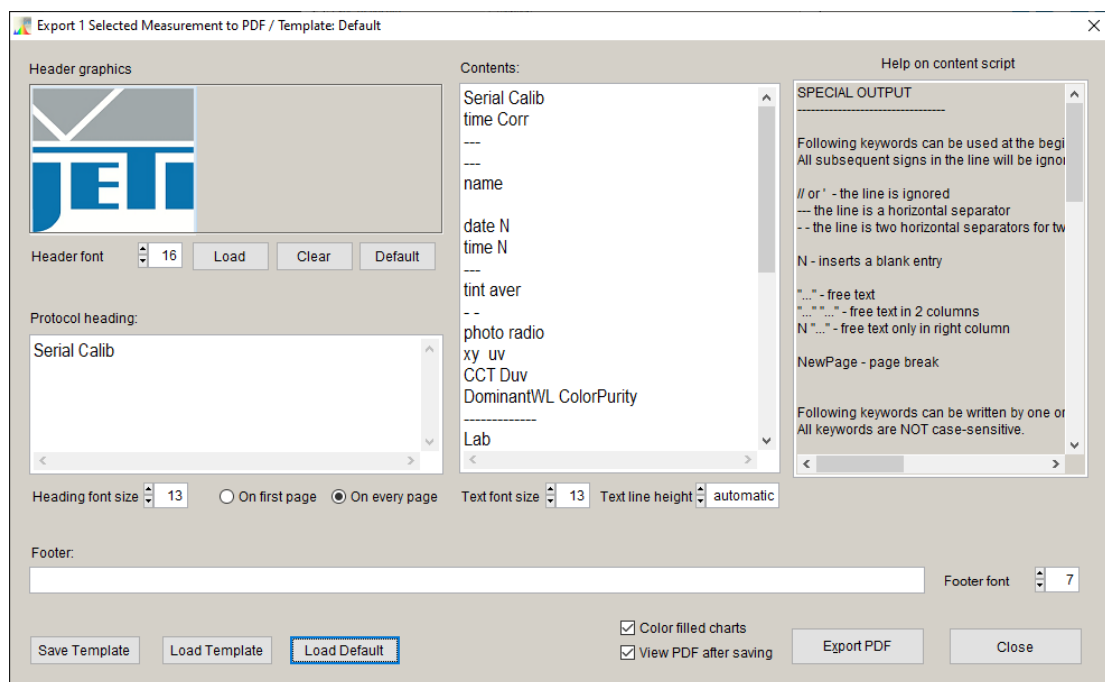 Export 1 Selected Measurement to PDF / Template: Default
Header graphics
JETI
Header font
16
Load
Clear
Default
Protocol heading:
Serial Calib
Heading font size
13
On first page
On every page
Contents:
Serial Calib
time Corr
---
---
name
date N
time N
---
tint aver
- -
photo radio
xy  uv
CCT Duv
DominantWL ColorPurity
-------------
Lab
Text font size
13
Text line height
automatic
Help on content script
SPECIAL OUTPUT
---------------------------------
Following keywords can be used at the begi
All subsequent signs in the line will be ignor
// or '  - the line is ignored
--- the line is a horizontal separator
- - the line is two horizontal separators for tw
N - inserts a blank entry
"..." - free text
"..." "..." - free text in 2 columns
N "..." - free text only in right column
NewPage - page break
Following keywords can be written by one or
All keywords are NOT case-sensitive.
Footer:
Footer font
7
Save Template
Load Template
Load Default
Color filled charts
View PDF after saving
Export PDF
Close